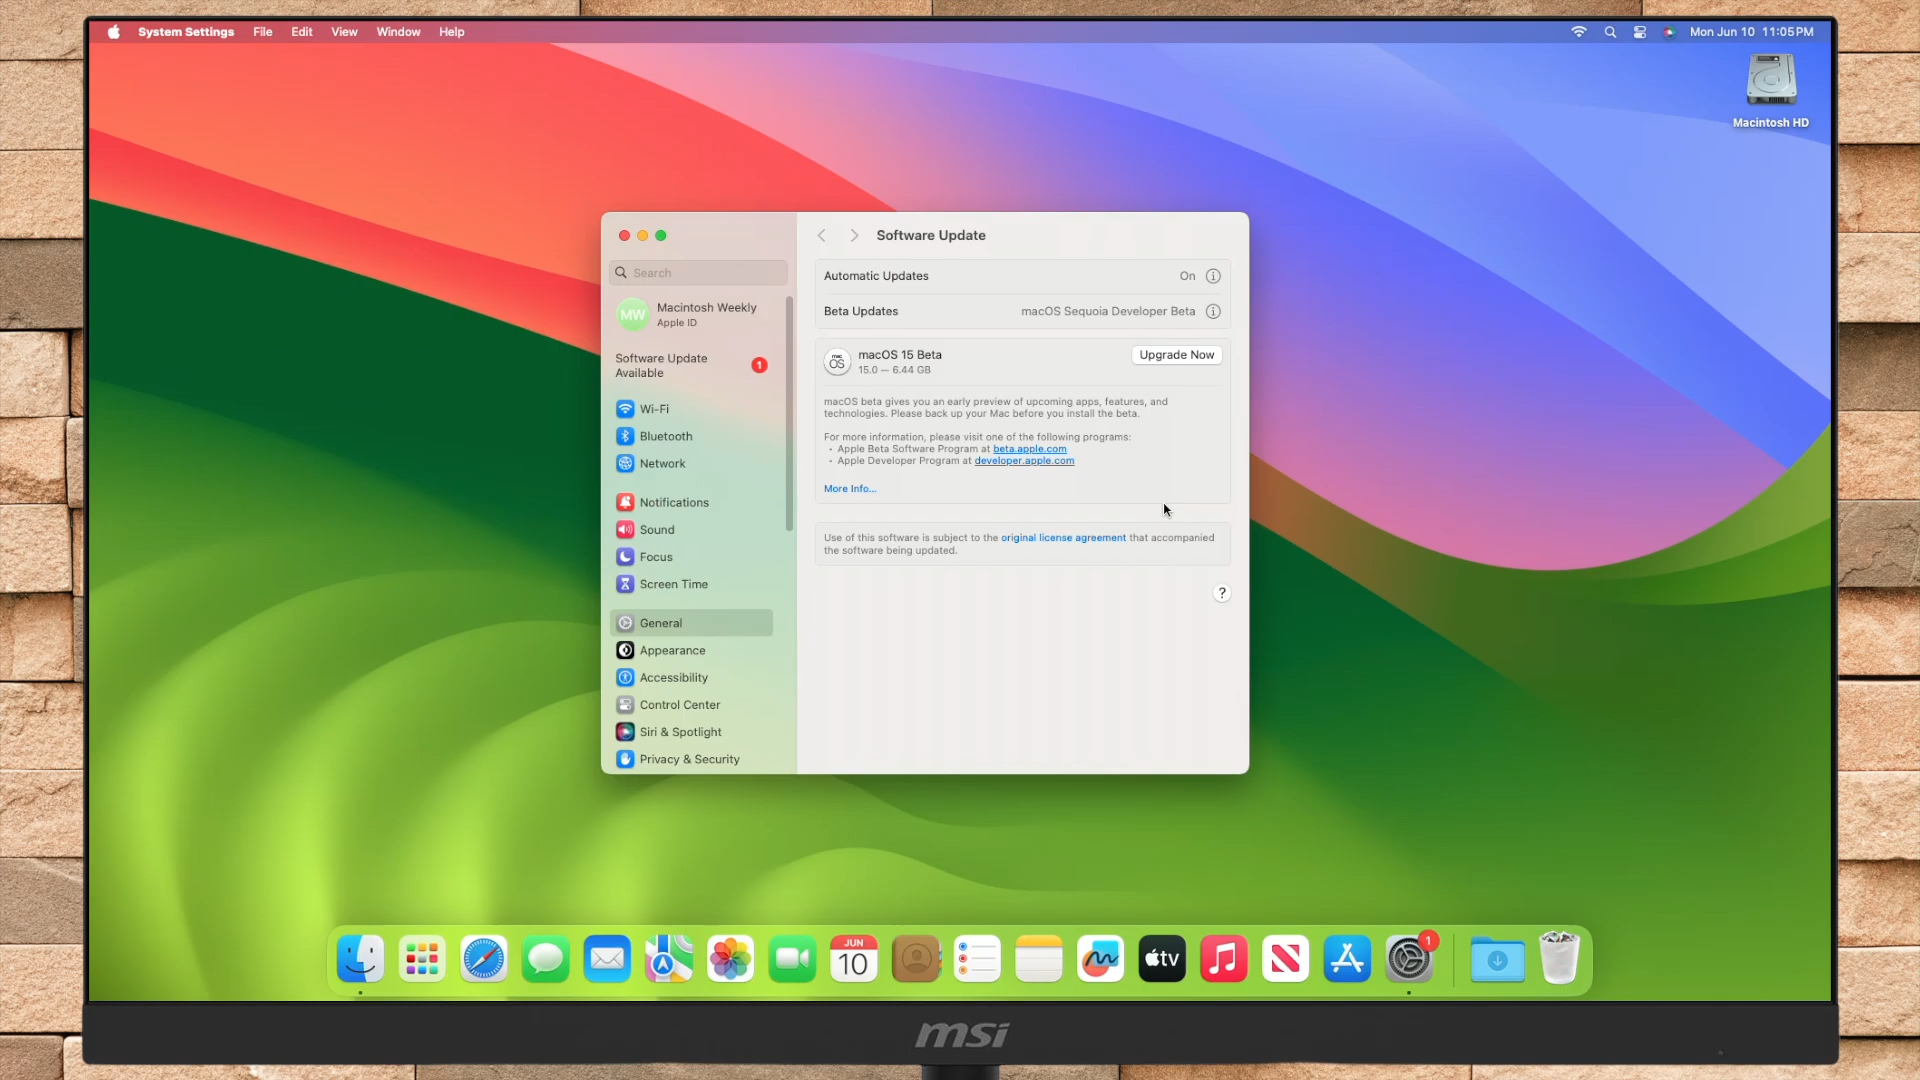 System Settings File Edit View Window Help
Mon Jun 10 11:05 PM
Macintosh HD
Software Update
Search
Automatic Updates On
MW
Macintosh Weekly
Apple ID
Beta Updates macOS Sequoia Developer Beta
Software Update
Available
1
mac
OS
macOS 15 Beta
15.0 — 6.44 GB
Upgrade Now
macOS beta gives you an early preview of upcoming apps, features, and
technologies. Please back up your Mac before you install the beta.
For more information, please visit one of the following programs:
• Apple Beta Software Program at beta.apple.com
• Apple Developer Program at developer.apple.com
More Info...
Use of this software is subject to the original license agreement that accompanied
the software being updated.
?
Wi-Fi
Bluetooth
Network
Notifications
Sound
Focus
Screen Time
General
Appearance
Accessibility
Control Center
Siri & Spotlight
Privacy & Security
JUN
10
tv
1
msi